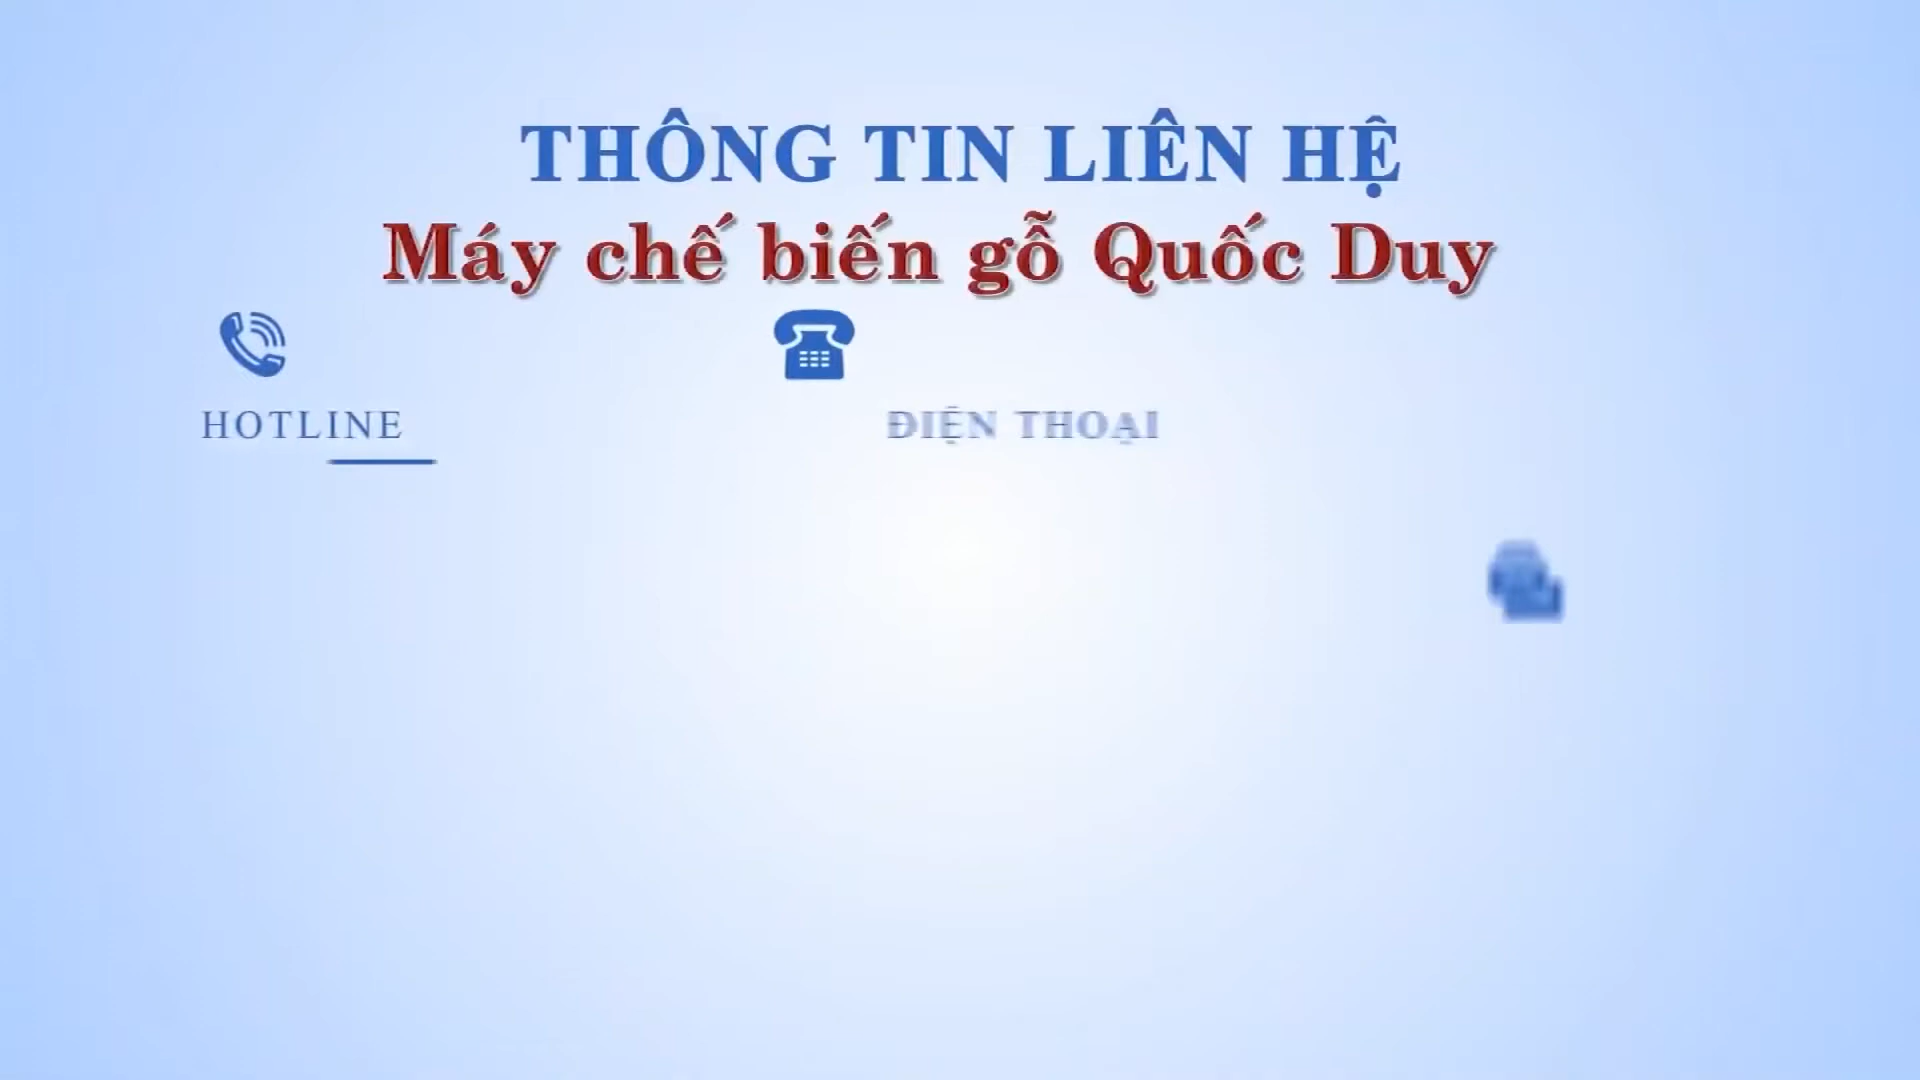 THÔNG TIN LIÊN HỆ
Máy chế biến gỗ Quốc Duy
HOTLINE
ĐIỆN THOẠI